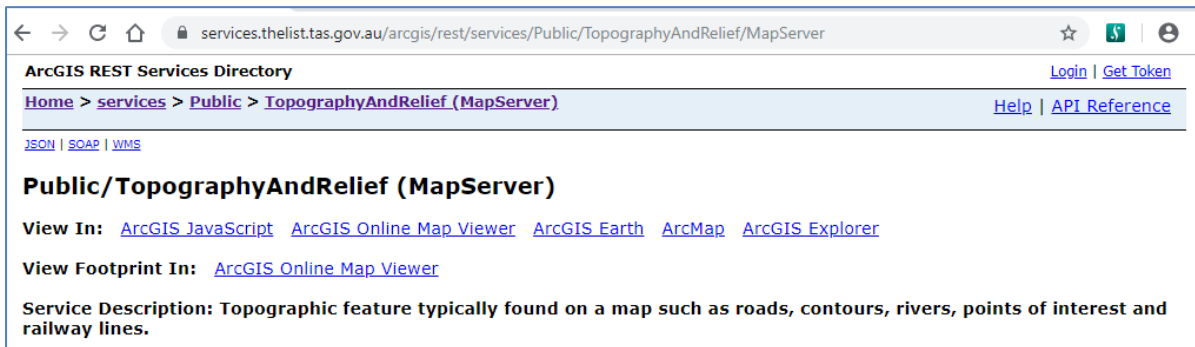 services.thelist.tas.gov.au/arcgis/rest/services/Public/TopographyAndRelief/MapServer
ArcGIS REST Services Directory
Login | Get Token
Home > services > Public > TopographyAndRelief (MapServer)
Help | API Reference
JSON | SOAP | WMS
Public/TopographyAndRelief (MapServer)
View In: ArcGIS JavaScript ArcGIS Online Map Viewer ArcGIS Earth ArcMap ArcGIS Explorer
View Footprint In: ArcGIS Online Map Viewer
Service Description: Topographic feature typically found on a map such as roads, contours, rivers, points of interest and
railway lines.